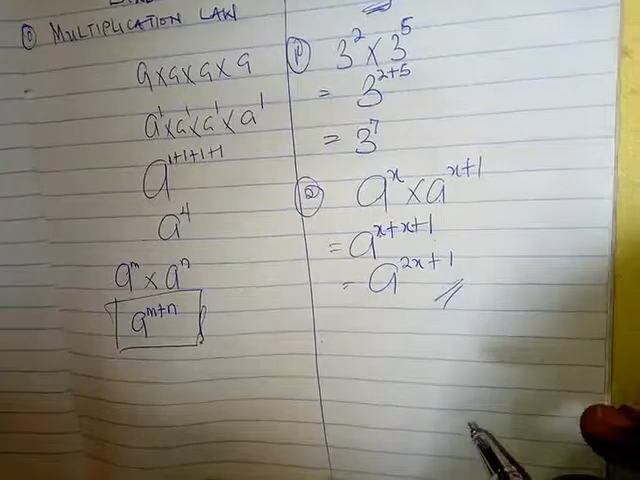 ① MULTIPLICATION LAW
a×a×a×a
a¹×a¹×a¹×a¹
a¹⁺¹⁺¹⁺¹
a⁴
aᵐ × aⁿ
aᵐ⁺ⁿ
① 3² × 3⁵
= 3²⁺⁵
= 3⁷
② aˣ × aˣ⁺¹
= aˣ⁺ˣ⁺¹
= a²ˣ⁺¹